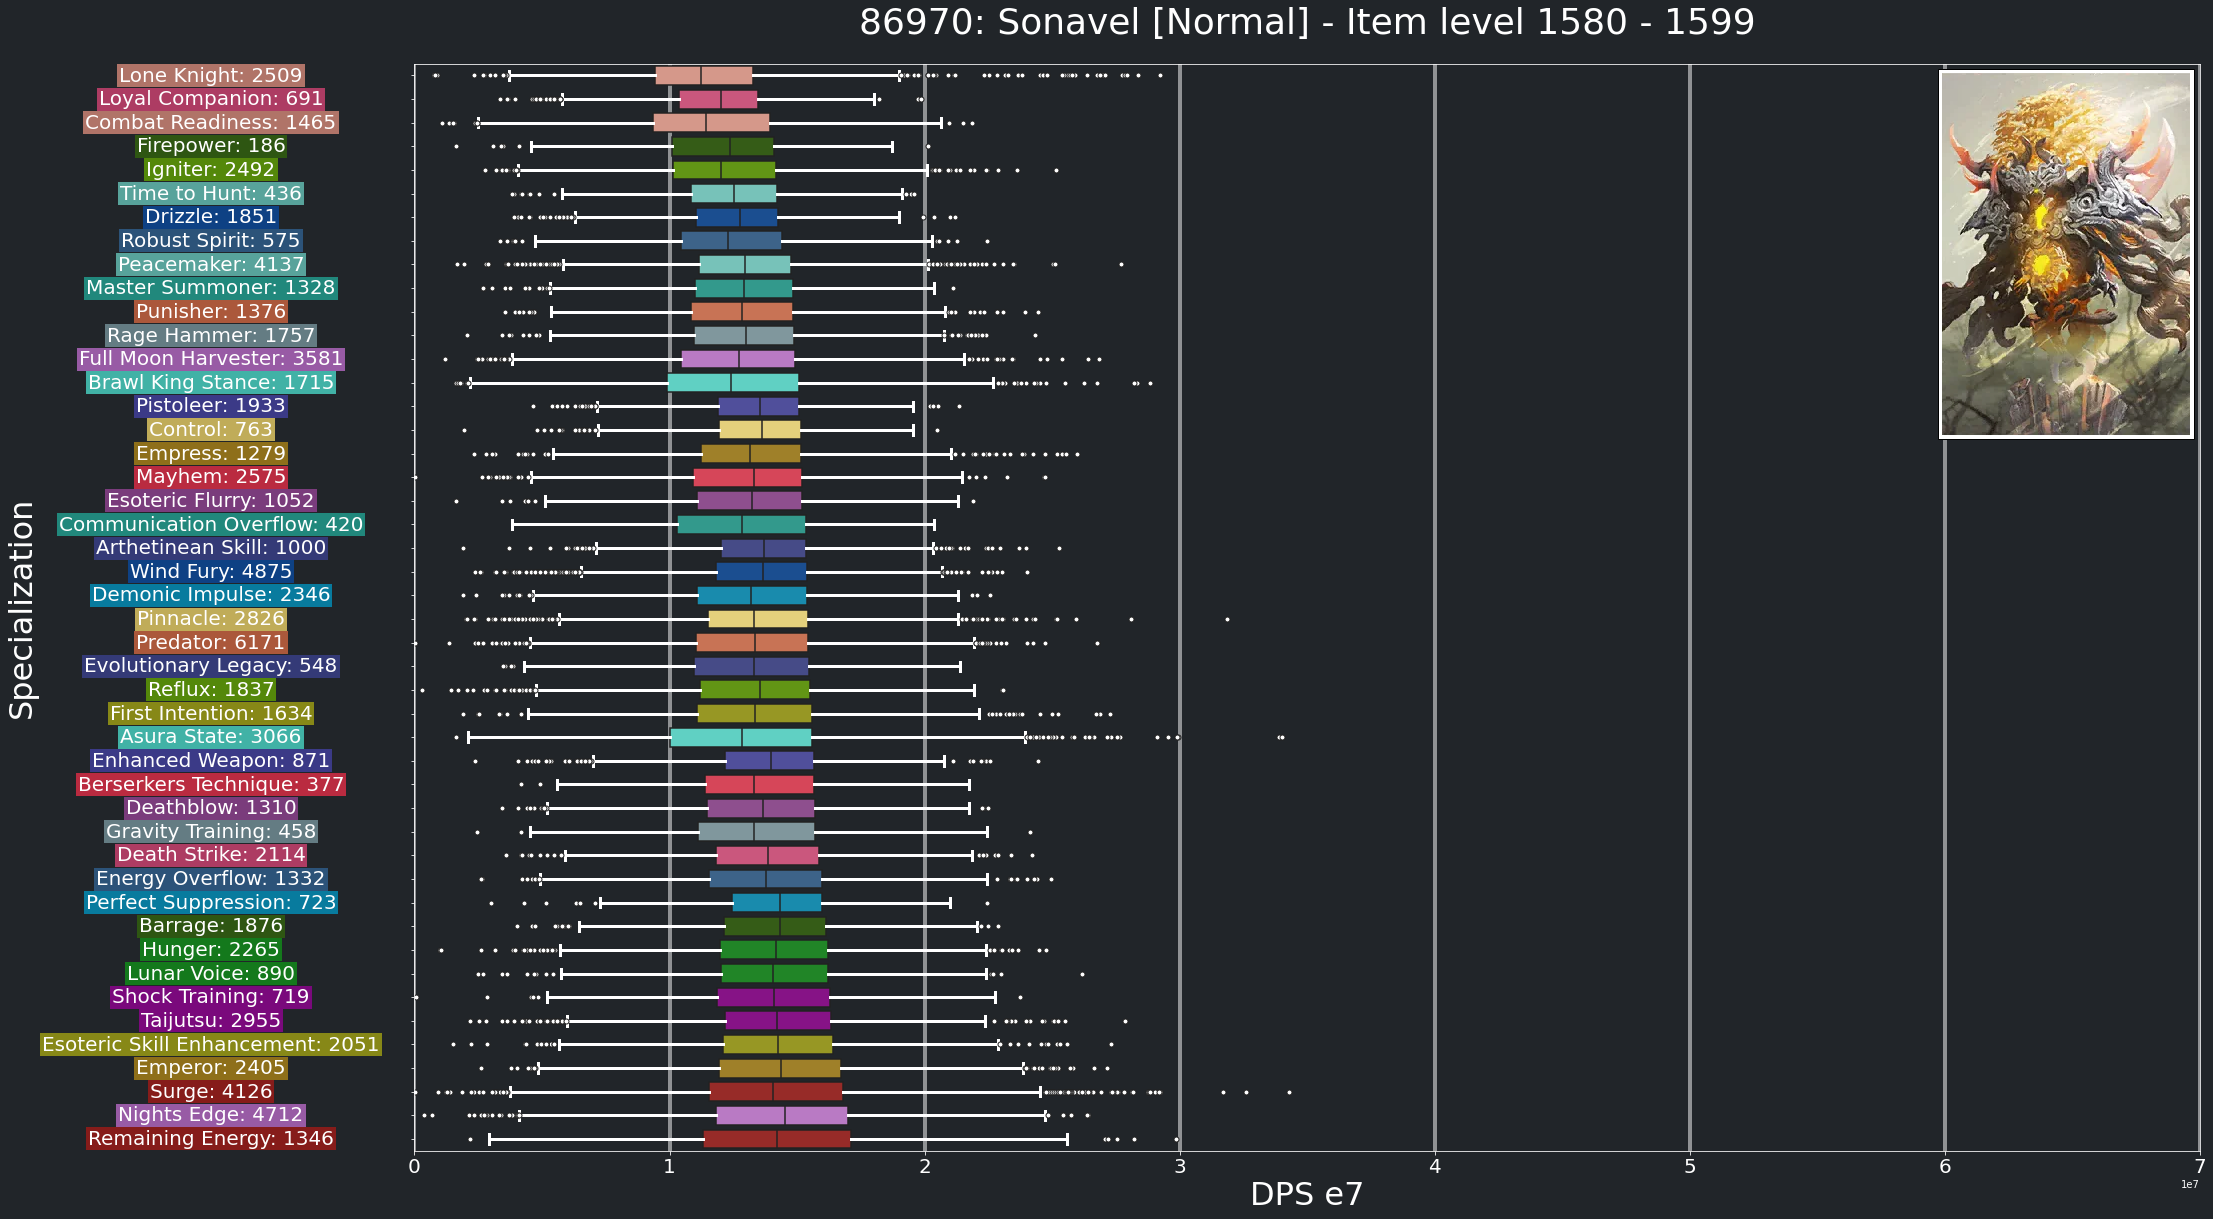 86970: Sonavel [Normal] - Item level 1580 - 1599
Specialization
Lone Knight: 2509
Loyal Companion: 691
Combat Readiness: 1465
Firepower: 186
Igniter: 2492
Time to Hunt: 436
Drizzle: 1851
Robust Spirit: 575
Peacemaker: 4137
Master Summoner: 1328
Punisher: 1376
Rage Hammer: 1757
Full Moon Harvester: 3581
Brawl King Stance: 1715
Pistoleer: 1933
Control: 763
Empress: 1279
Mayhem: 2575
Esoteric Flurry: 1052
Communication Overflow: 420
Arthetinean Skill: 1000
Wind Fury: 4875
Demonic Impulse: 2346
Pinnacle: 2826
Predator: 6171
Evolutionary Legacy: 548
Reflux: 1837
First Intention: 1634
Asura State: 3066
Enhanced Weapon: 871
Berserkers Technique: 377
Deathblow: 1310
Gravity Training: 458
Death Strike: 2114
Energy Overflow: 1332
Perfect Suppression: 723
Barrage: 1876
Hunger: 2265
Lunar Voice: 890
Shock Training: 719
Taijutsu: 2955
Esoteric Skill Enhancement: 2051
Emperor: 2405
Surge: 4126
Nights Edge: 4712
Remaining Energy: 1346
0 1 2 3 4 5 6 7
1e7
DPS e7